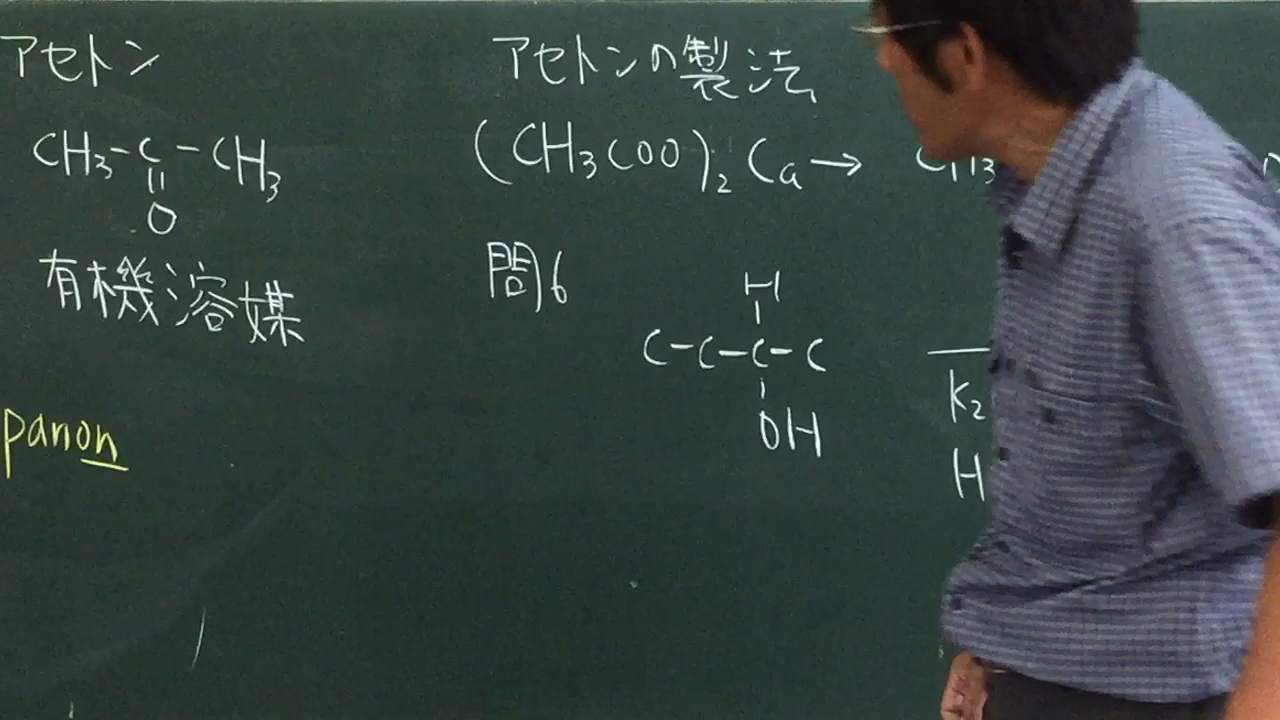 アセトン
CH3-C-CH3
||
O
有機溶媒
panon
アセトンの製法
(CH3COO)2Ca→ CH3
問6
H
|
C-C-C-C
|
OH
K2
H